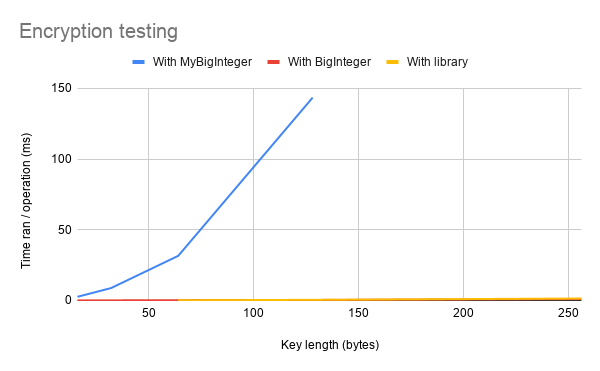 Encryption testing
With MyBigInteger With BigInteger With library
150
100
50
0
Time ran / operation (ms)
50 100 150 200 250
Key length (bytes)